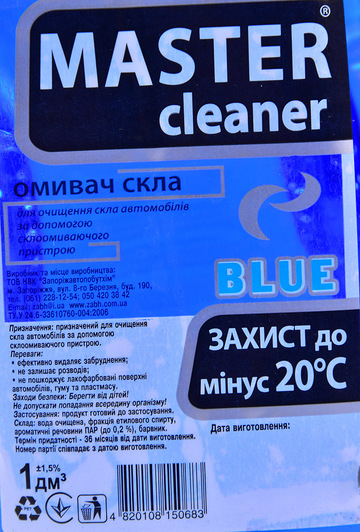 MASTER®
cleaner
омивач скла
для очищення скла автомобілів
за допомогою
склоомиваючого
пристрою
BLUE
Виробник та місце виробництва:
ТОВ НВК "Запоріжавтопобутхім"
м. Запоріжжя, вул. 8-го Березня, буд. 190,
тел. (061) 228-12-54; 050 420 38 42
E-mail: zabh@i.ua www.zabh.com.ua
ТУ.У 24.6-33610760-004:2006
Призначення: призначений для очищення
скла автомобілів за допомогою
склоомиваючого пристрою.
Переваги:
• ефективно видаляє забруднення;
• не залишає розводів;
• не пошкоджує лакофарбовані поверхні
автомобілів, гуму та пластмасу.
Заходи безпеки: Берегти від дітей!
Не допускати попадання всередину організму!
Застосування: продукт готовий до застосування.
Склад: вода очищена, фракція етилового спирту,
ароматичні речовини ПАР (до 0,2 %), барвник.
Термін придатності - 36 місяців від дати виготовлення.
Номер партії співпадає з датою виготовлення.
ЗАХИСТ до
мінус 20°С
Дата виготовлення:
1 ±1,5%
дм³
PET
4 820108 150683